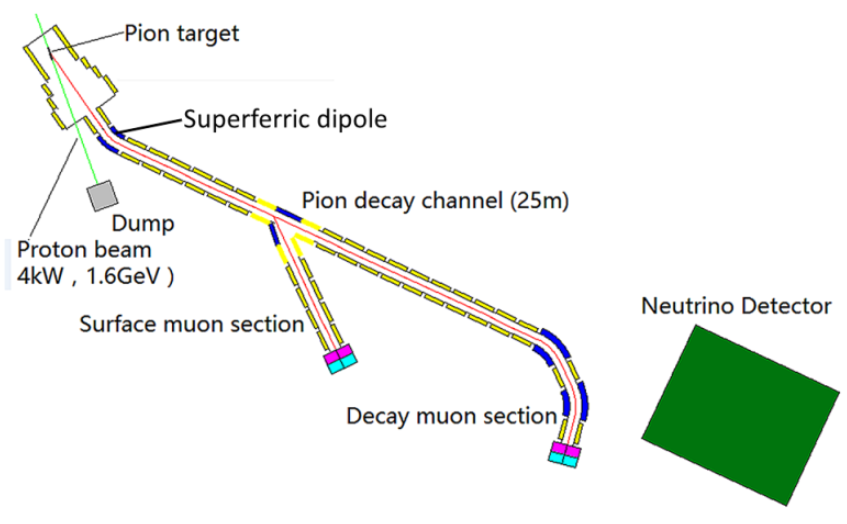 Pion target
Superferric dipole
Pion decay channel (25m)
Dump
Proton beam
4kW , 1.6GeV )
Neutrino Detector
Surface muon section
Decay muon section